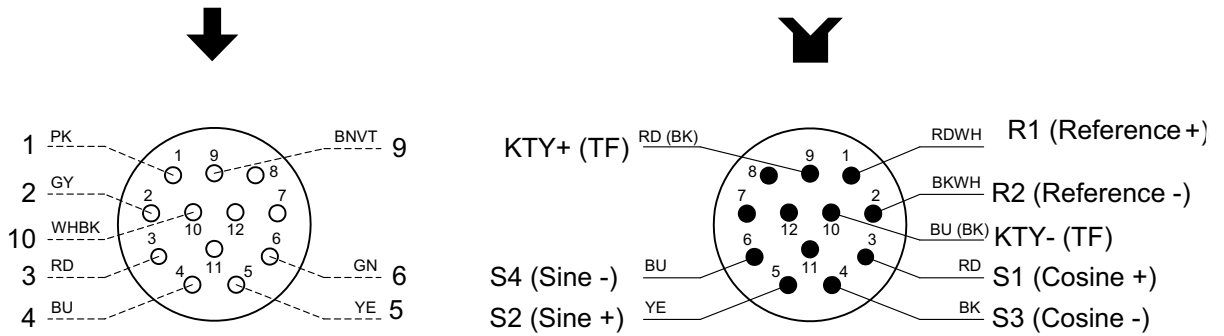 1 PK
BNVT 9
2 GY
10 WHBK
3 RD
4 BU
GN 6
YE 5
1 9 8
2 7
10 12
3 6
11
4 5
KTY+ (TF) RD (BK)
RDWH R1 (Reference +)
BKWH R2 (Reference -)
BU (BK) KTY- (TF)
RD S1 (Cosine +)
BK S3 (Cosine -)
S4 (Sine -) BU
S2 (Sine +) YE
8 9 1
7 2
12 10
6 3
11
5 4